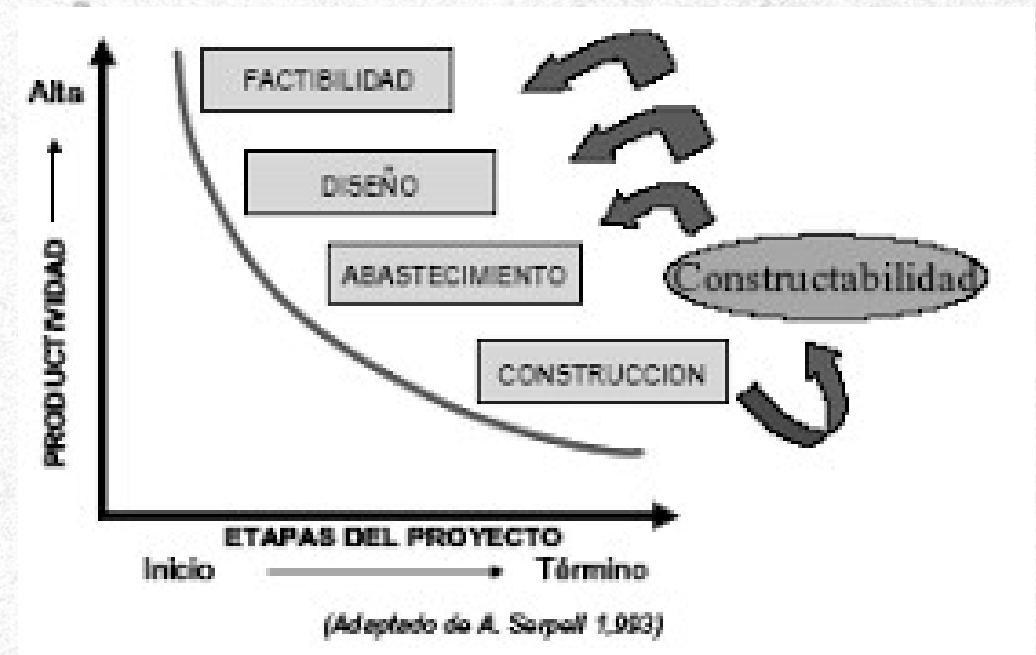 Alta
FACTIBILIDAD
DISEÑO
ABASTECIMIENTO
Constructabilidad
CONSTRUCCION
PRODUCTIVIDAD
ETAPAS DEL PROYECTO
Inicio Término
(Adaptado de A. Serpell 1,993)